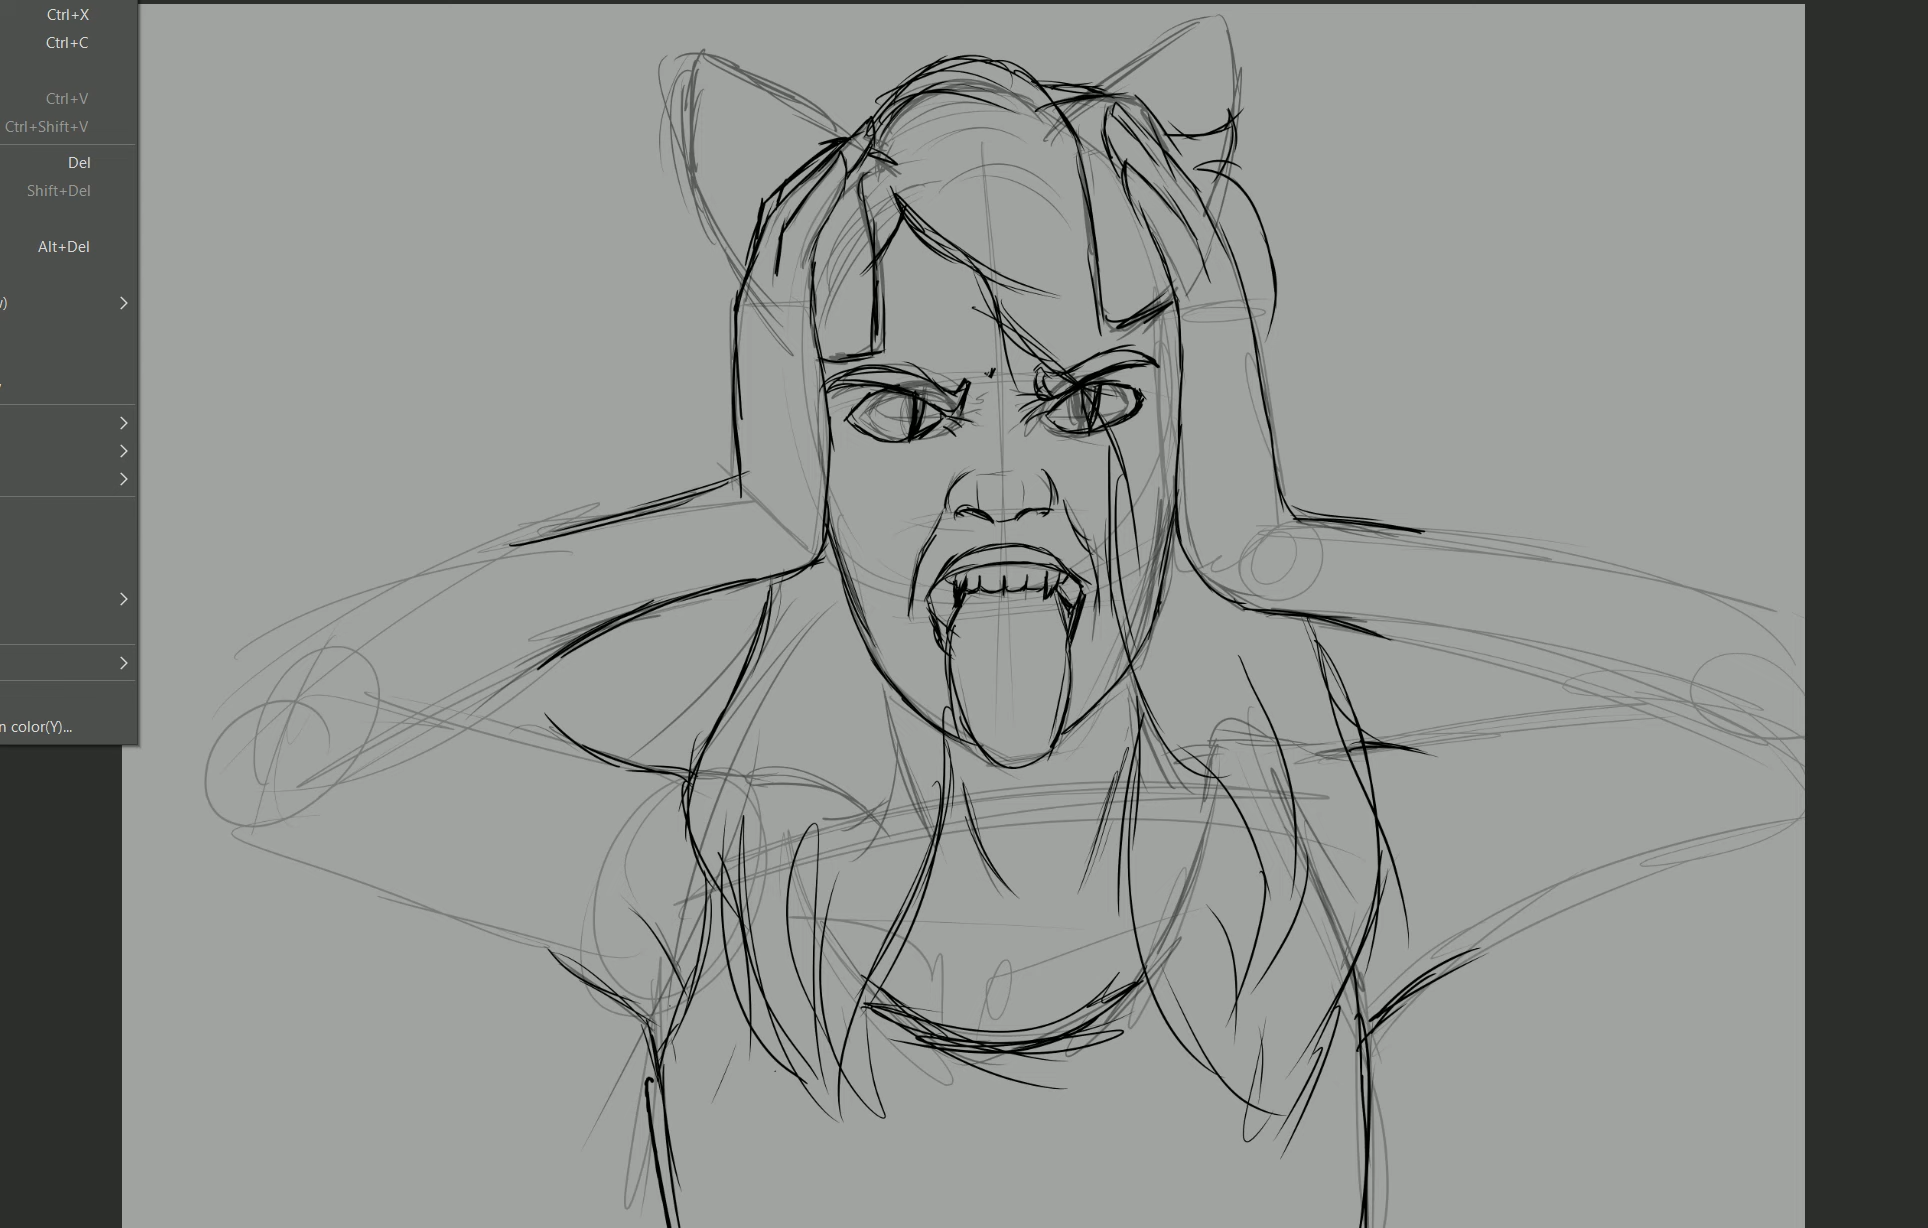 Ctrl+X
Ctrl+C
Ctrl+V
Ctrl+Shift+V
Del
Shift+Del
Alt+Del
)
n color(Y)...